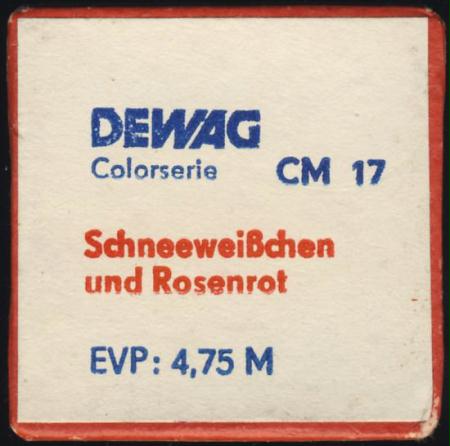 DEWAG
Colorserie CM 17
Schneeweißchen
und Rosenrot
EVP: 4,75 M